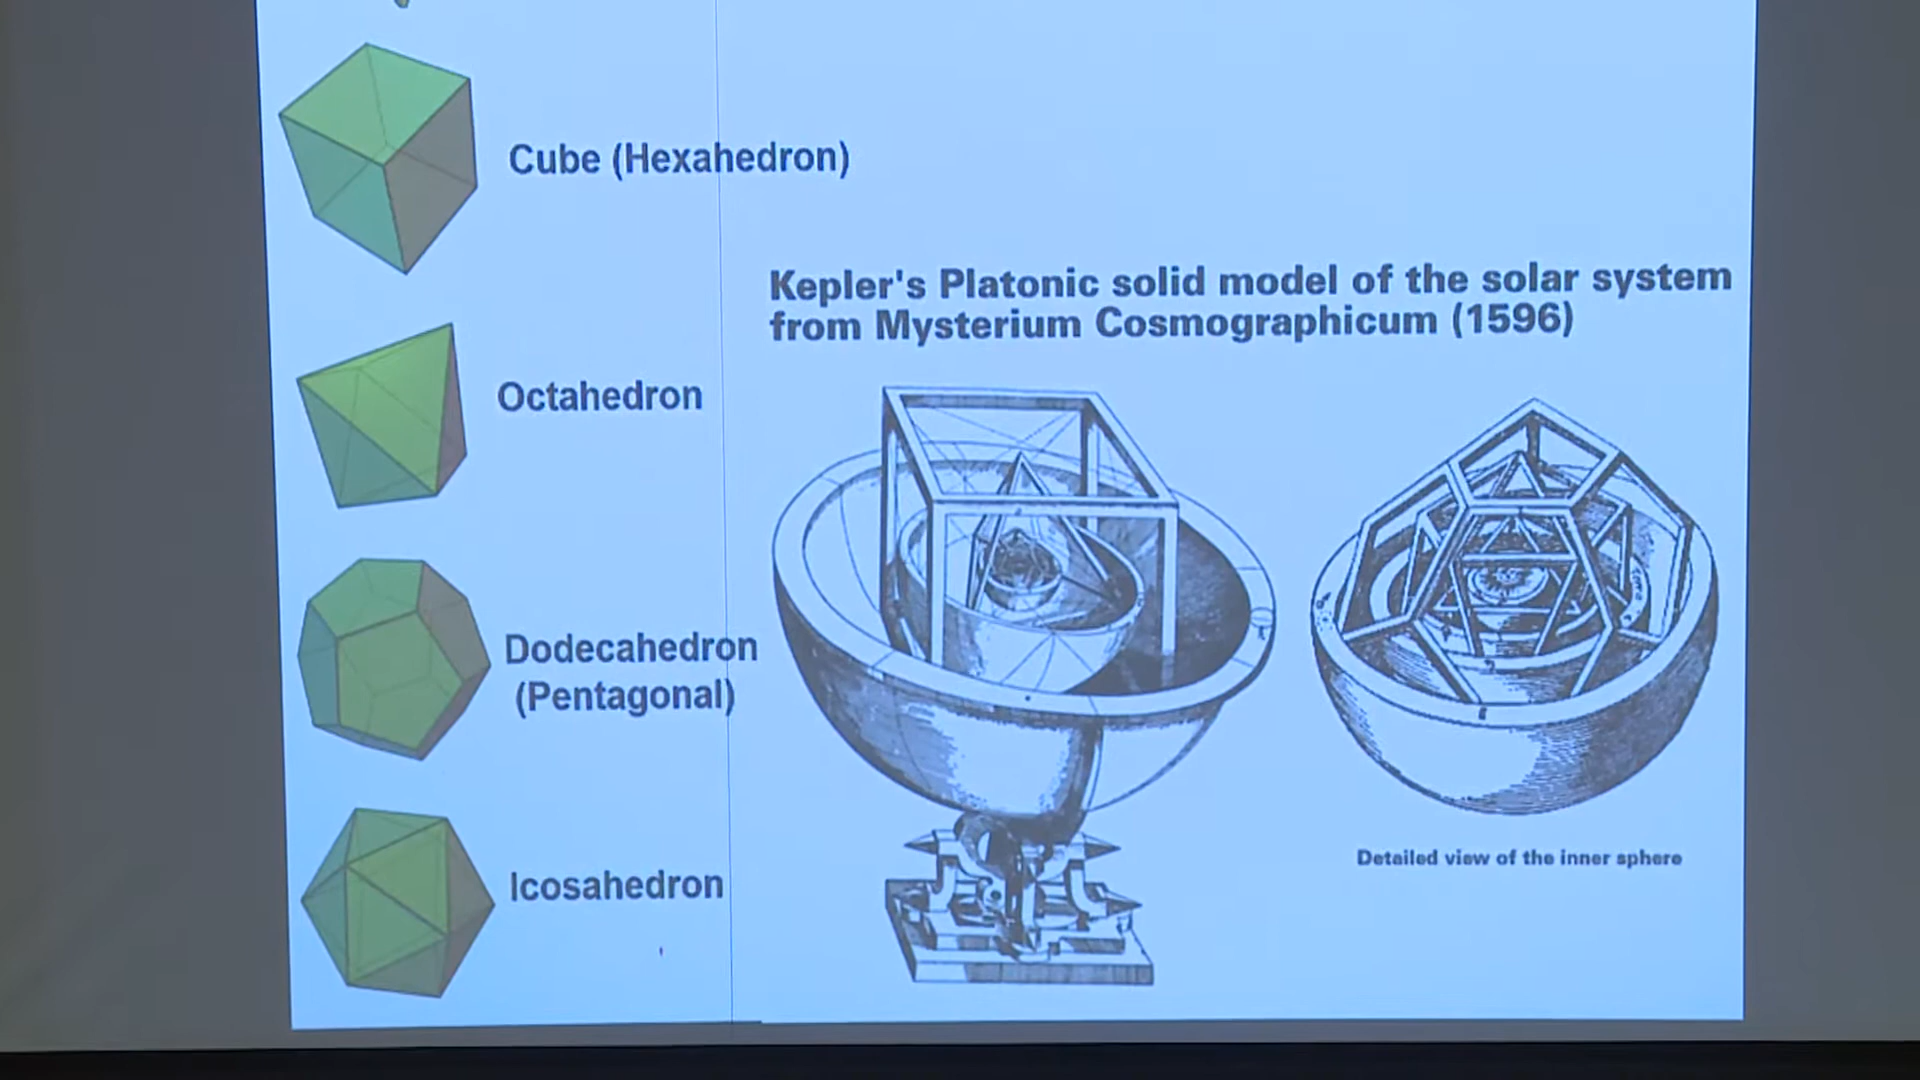 Cube (Hexahedron)
Kepler's Platonic solid model of the solar system
from Mysterium Cosmographicum (1596)
Octahedron
Dodecahedron
(Pentagonal)
Icosahedron
Detailed view of the inner sphere